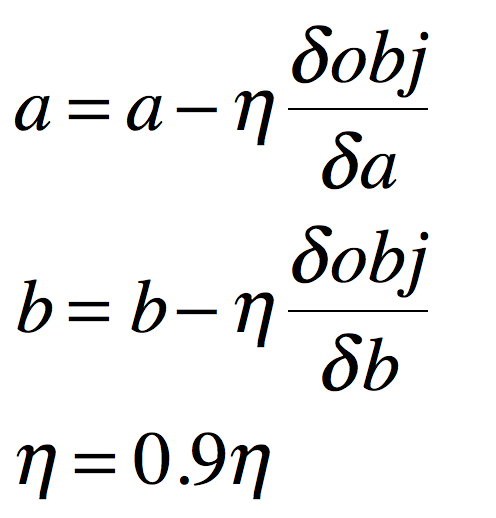 a = a − η δobj/δa
b = b − η δobj/δb
η = 0.9η